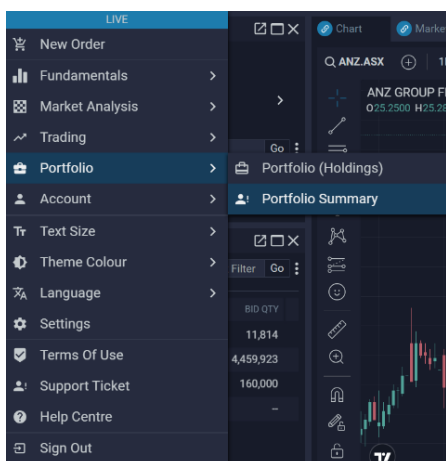 LIVE
New Order
Fundamentals
Market Analysis
Trading
Portfolio
Account
Text Size
Theme Colour
Language
Settings
Terms Of Use
Support Ticket
Help Centre
Sign Out
Portfolio (Holdings)
Portfolio Summary
Go
Filter Go
BID QTY
11,814
4,459,923
160,000
--
Chart
Marke
ANZ.ASX
ANZ GROUP F
O25.2500 H25.28